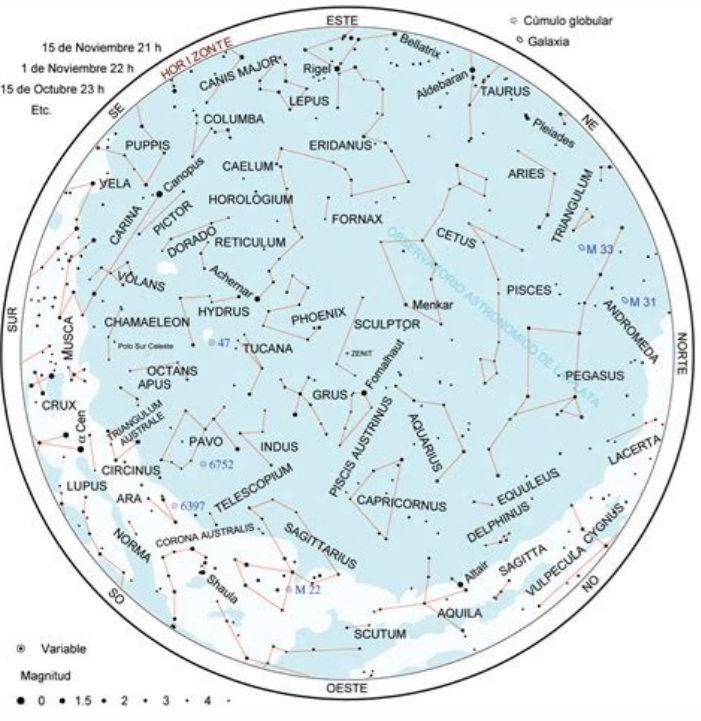 15 de Noviembre 21 h
1 de Noviembre 22 h
15 de Octubre 23 h
Etc.
Cúmulo globular
Galaxia
ESTE
HORIZONTE
SE
NE
Bellatrix
Rigel
CANIS MAJOR
LEPUS
Aldebaran
TAURUS
COLUMBA
Pleiades
PUPPIS
ERIDANUS
CAELUM
ARIES
VELA
Canopus
HOROLOGIUM
TRIANGULUM
CARINA
PICTOR
FORNAX
DORADO
RETICULUM
CETUS
M 33
OBSERVATORIO ASTRONOMICO DE LA PLATA
VOLANS
Achernar
PISCES
M 31
SUR
HYDRUS
PHOENIX
Menkar
ANDROMEDA
CHAMAELEON
SCULPTOR
MUSCA
Polo Sur Celeste
47
TUCANA
ZENIT
NORTE
OCTANS
APUS
Fomalhaut
PEGASUS
CRUX
GRUS
α Cen
TRIANGULUM
AUSTRALE
PAVO
INDUS
PISCIS AUSTRINUS
AQUARIUS
CIRCINUS
6752
LACERTA
LUPUS
ARA
6397
TELESCOPIUM
CAPRICORNUS
EQUULEUS
NORMA
CORONA AUSTRALIS
SAGITTARIUS
DELPHINUS
CYGNUS
Shaula
M 22
Altair
SAGITTA
VULPECULA
SO
NO
AQUILA
SCUTUM
OESTE
Variable
Magnitud
0 1.5 2 3 4